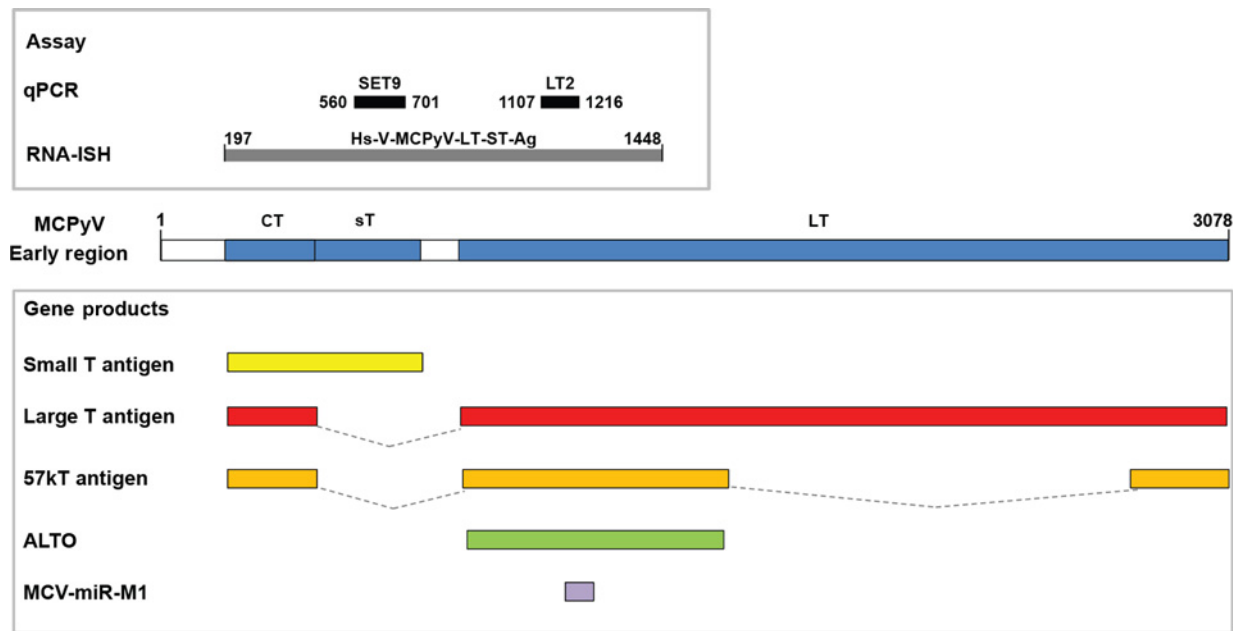 Assay
qPCR
SET9
560 701
LT2
1107 1216
RNA-ISH
197 Hs-V-MCPyV-LT-ST-Ag 1448
MCPyV
Early region
1 CT sT LT 3078
Gene products
Small T antigen
Large T antigen
57kT antigen
ALTO
MCV-miR-M1